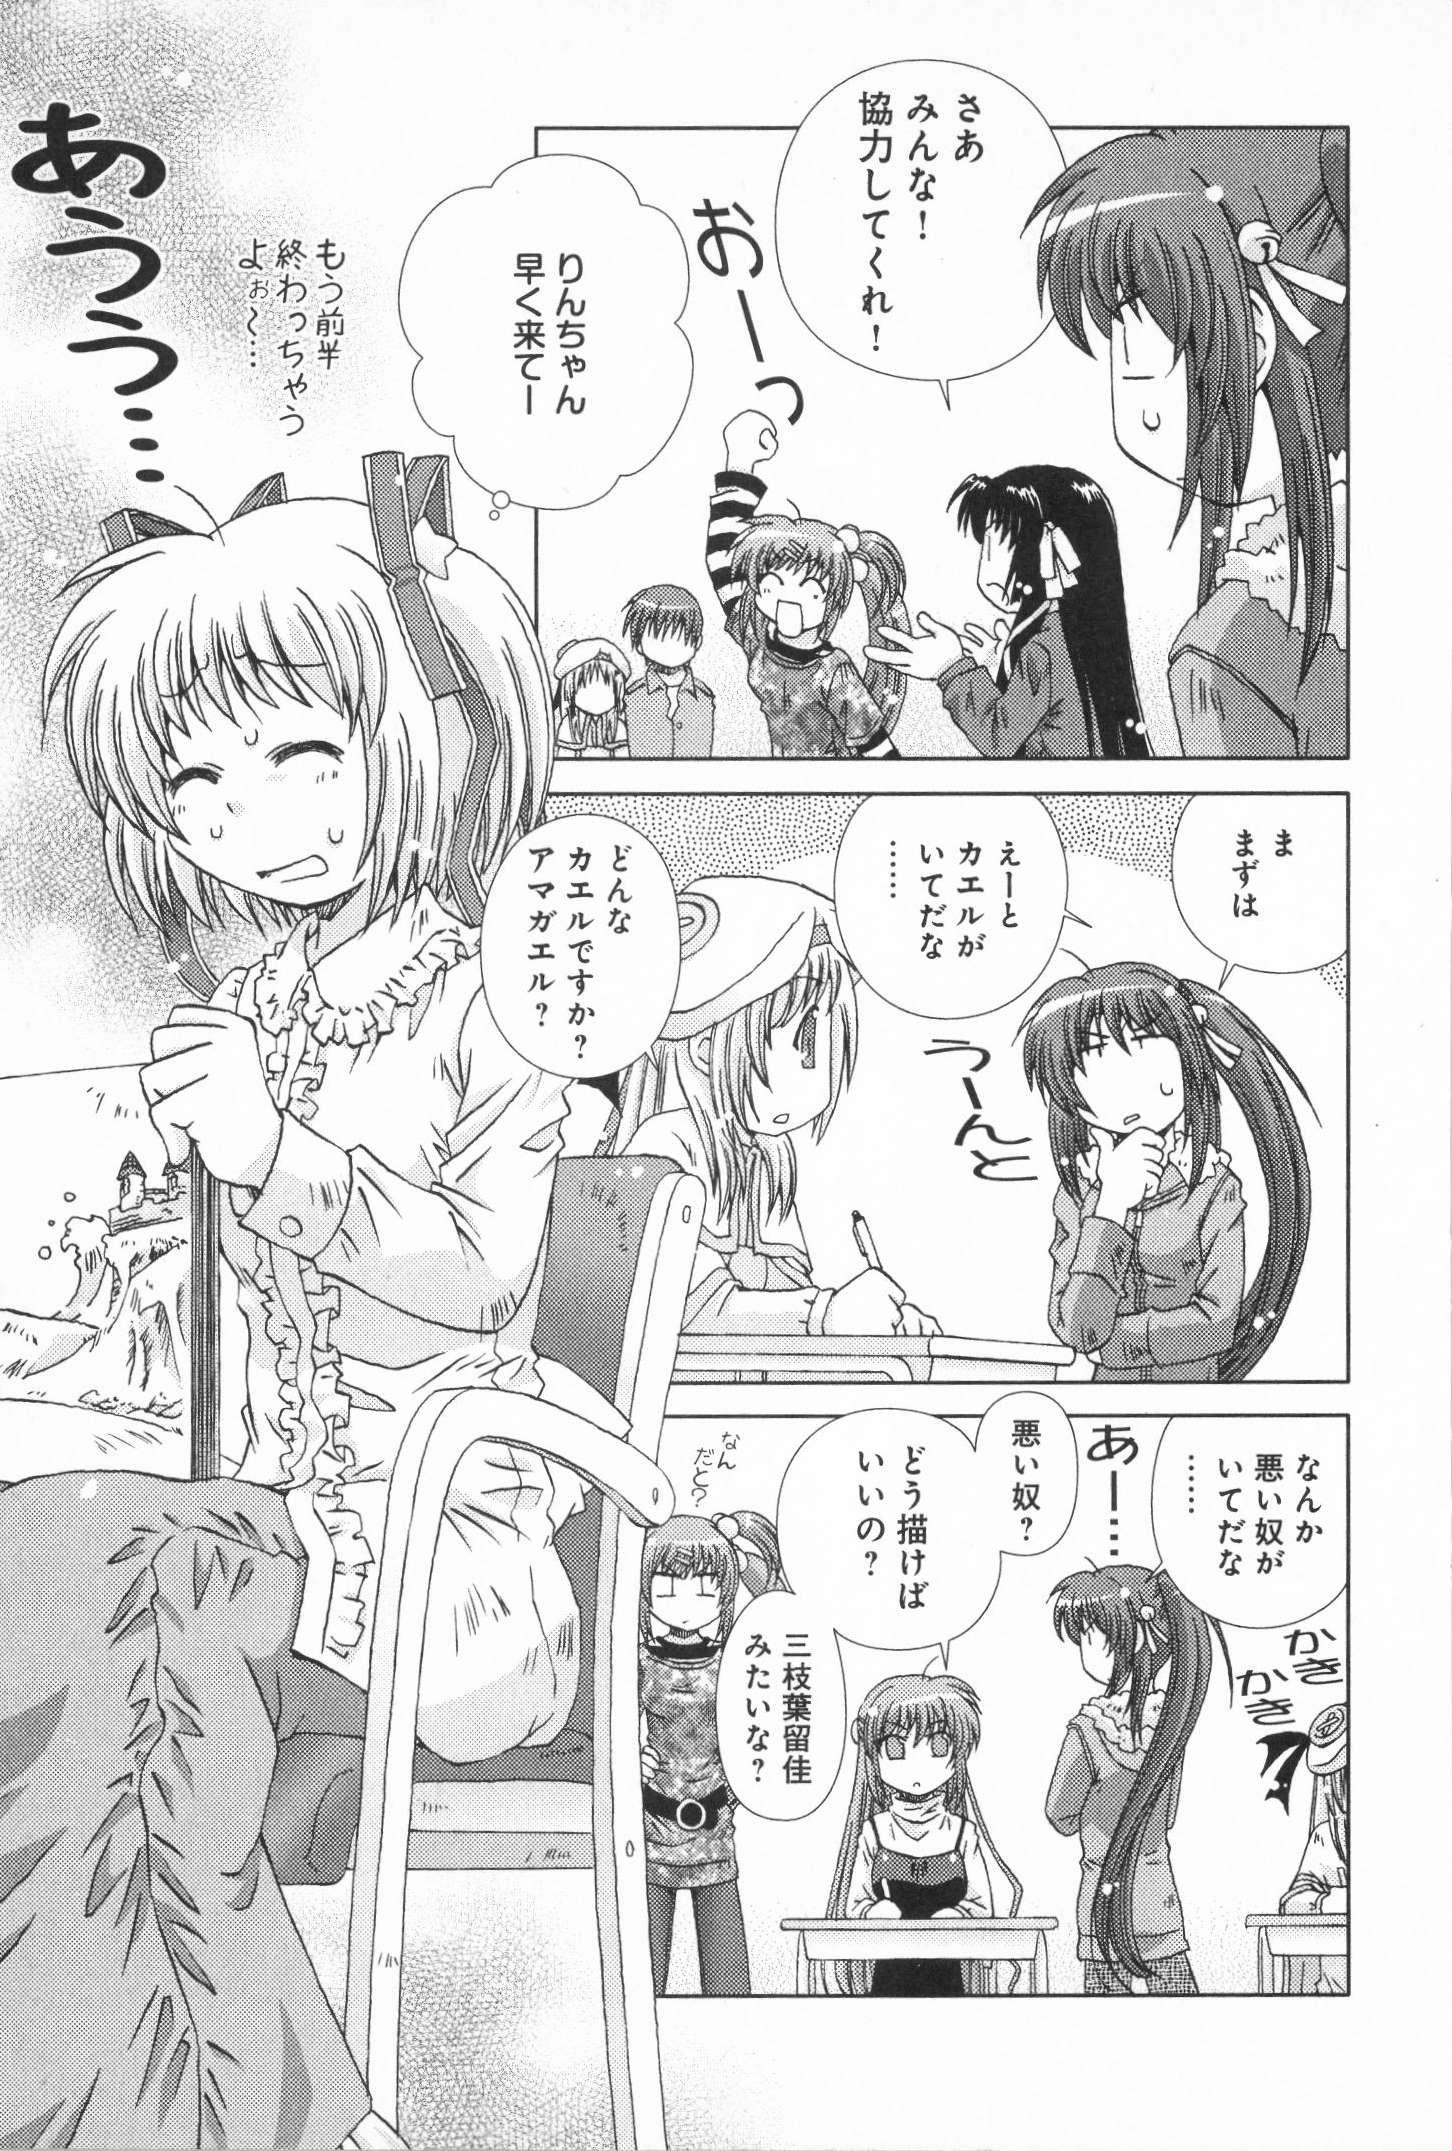 さあ
みんな！
協力してくれ！
おーっ
りんちゃん
早く来てー
もう前半
終わっちゃう
よぉ～…
あうう…
ま
まずは
えーと
カエルが
いてだな
……
うーんと
どんな
カエルですか？
アマガエル？
なんか
悪い奴が
いてだな
……
かき
かき
あー…
悪い奴？
どう描けば
いいの？
三枝葉留佳
みたいな？
なん
だと？